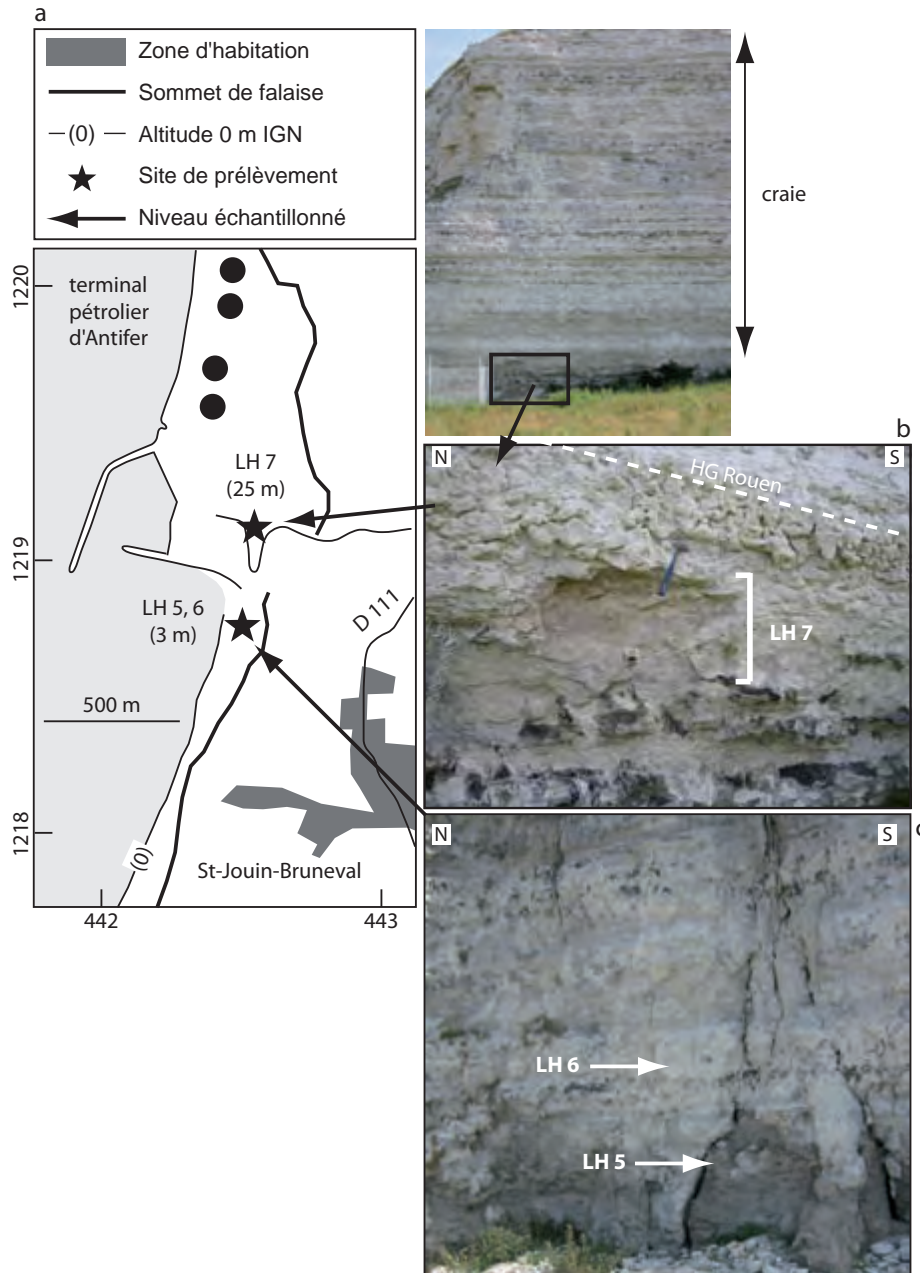 a
Zone d'habitation
Sommet de falaise
(0) Altitude 0 m IGN
Site de prélèvement
Niveau échantillonné
craie
1220
terminal
pétrolier
d'Antifer
LH 7
(25 m)
1219
LH 5, 6
(3 m)
D 111
500 m
1218
(0)
St-Jouin-Bruneval
442
443
b
N
S
HG Rouen
LH 7
c
N
S
LH 6
LH 5